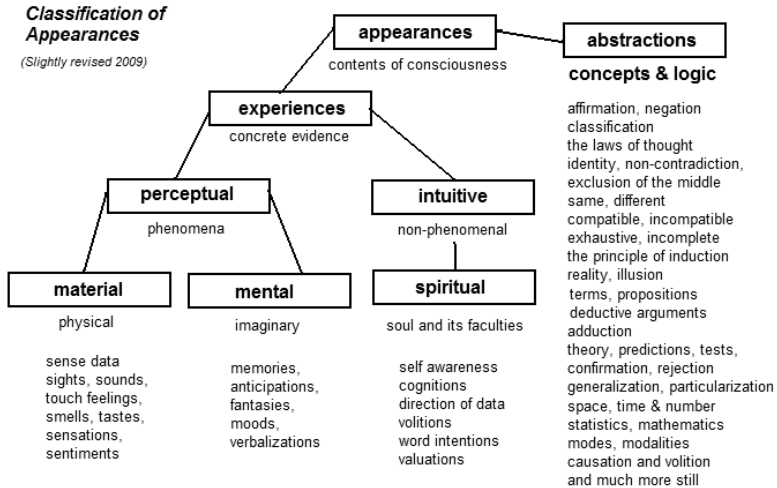 Classification of
Appearances
(Slightly revised 2009)
appearances
contents of consciousness
abstractions
concepts & logic
experiences
concrete evidence
perceptual
phenomena
intuitive
non-phenomenal
material
physical
mental
imaginary
spiritual
soul and its faculties
sense data
sights, sounds,
touch feelings,
smells, tastes,
sensations,
sentiments
memories,
anticipations,
fantasies,
moods,
verbalizations
self awareness
cognitions
direction of data
volitions
word intentions
valuations
affirmation, negation
classification
the laws of thought
identity, non-contradiction,
exclusion of the middle
same, different
compatible, incompatible
exhaustive, incomplete
the principle of induction
reality, illusion
terms, propositions
deductive arguments
adduction
theory, predictions, tests,
confirmation, rejection
generalization, particularization
space, time & number
statistics, mathematics
modes, modalities
causation and volition
and much more still